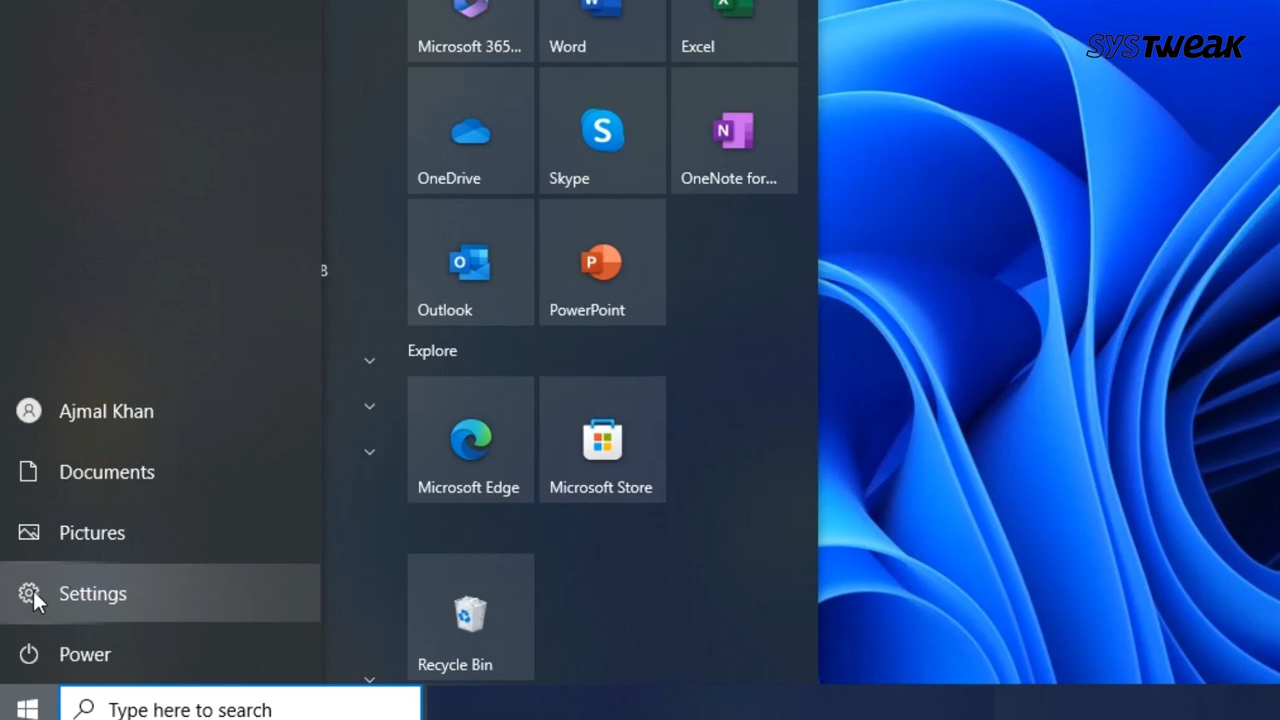 Microsoft 365...
Word
Excel
SYSTWEAK
OneDrive
Skype
OneNote for...
Outlook
PowerPoint
Explore
Ajmal Khan
Documents
Microsoft Edge
Microsoft Store
Pictures
Settings
Power
Recycle Bin
Type here to search